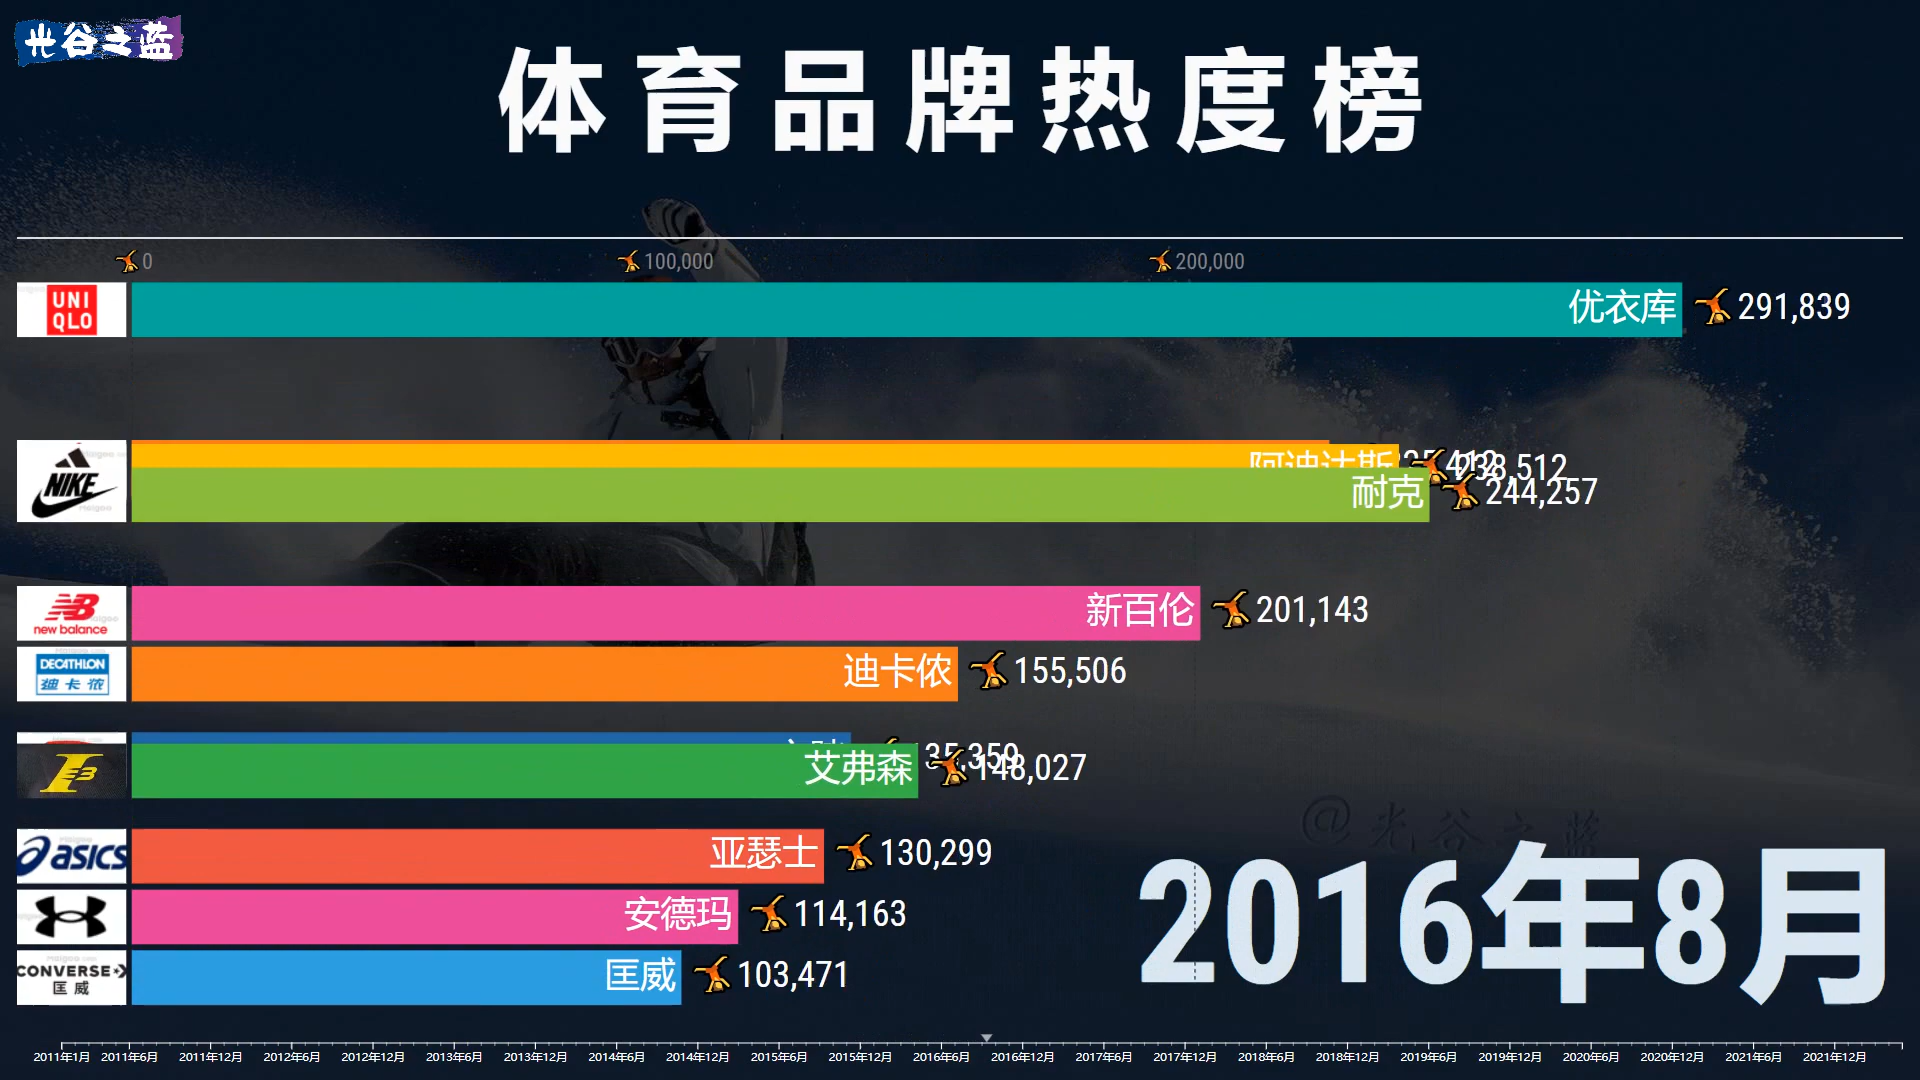 光谷之蓝
体育品牌热度榜
0 100,000 200,000
UNI
QLO
优衣库 291,839
阿迪达斯 238,512
NIKE
耐克 244,257
new balance
新百伦 201,143
DECATHLON
迪卡侬
迪卡侬 155,506
艾弗森 148,027
asics
亚瑟士 130,299
安德玛 114,163
CONVERSE
匡威
匡威 103,471
@光谷之蓝
2016年8月
2011年1月 2011年6月 2011年12月 2012年6月 2012年12月 2013年6月 2013年12月 2014年6月 2014年12月 2015年6月 2015年12月 2016年6月 2016年12月 2017年6月 2017年12月 2018年6月 2018年12月 2019年6月 2019年12月 2020年6月 2020年12月 2021年6月 2021年12月